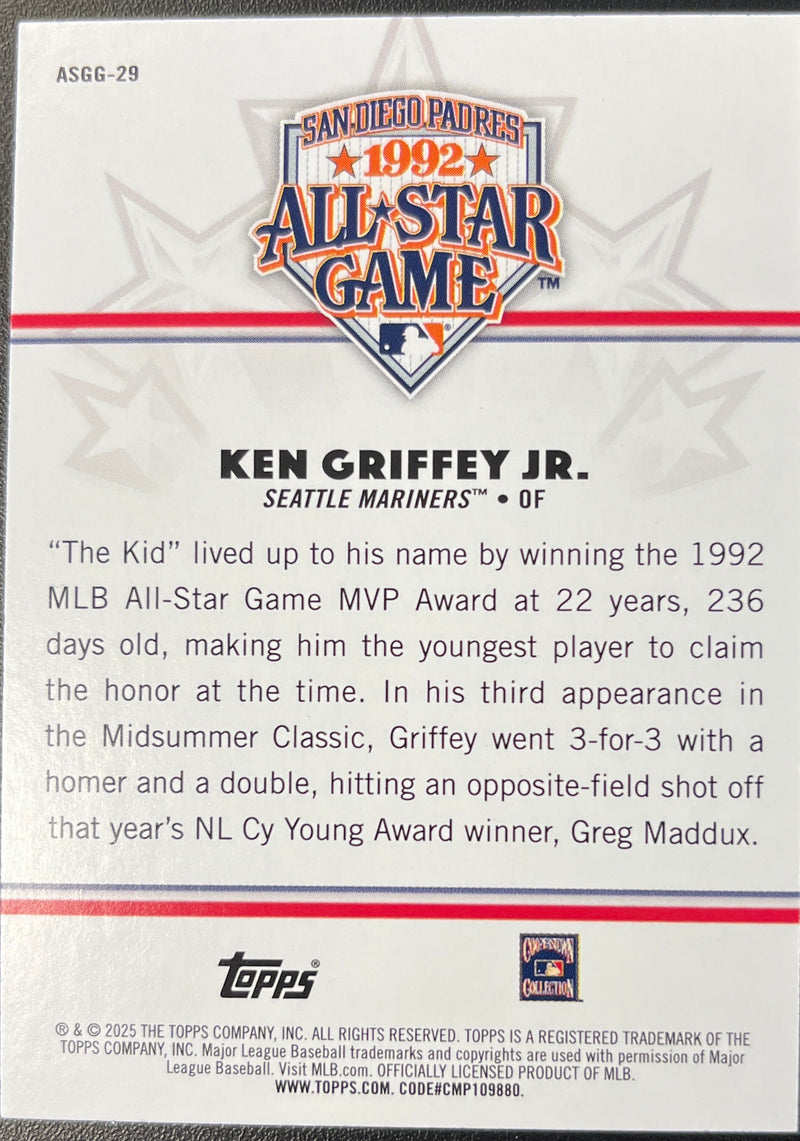 ASGG-29
SAN DIEGO PADRES
1992
ALL★STAR
GAME™
®
KEN GRIFFEY JR.
SEATTLE MARINERS™ • OF
“The Kid” lived up to his name by winning the 1992
MLB All-Star Game MVP Award at 22 years, 236
days old, making him the youngest player to claim
the honor at the time. In his third appearance in
the Midsummer Classic, Griffey went 3-for-3 with a
homer and a double, hitting an opposite-field shot off
that year’s NL Cy Young Award winner, Greg Maddux.
topps®
COOPERSTOWN
COLLECTION
® & © 2025 THE TOPPS COMPANY, INC. ALL RIGHTS RESERVED. TOPPS IS A REGISTERED TRADEMARK OF THE
TOPPS COMPANY, INC. Major League Baseball trademarks and copyrights are used with permission of Major
League Baseball. Visit MLB.com. OFFICIALLY LICENSED PRODUCT OF MLB.
WWW.TOPPS.COM. CODE#CMP109880.